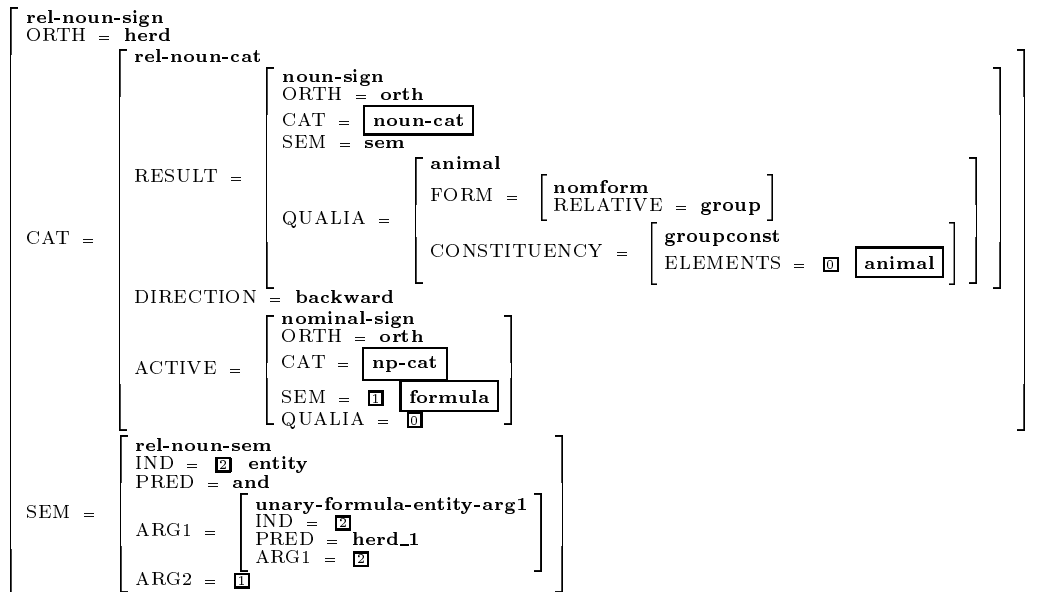 rel-noun-sign
ORTH = herd
rel-noun-cat
noun-sign
ORTH = orth
CAT = noun-cat
SEM = sem
animal
RESULT =
FORM =
nomform
RELATIVE = group
QUALIA =
groupconst
CAT =
CONSTITUENCY =
ELEMENTS = 0 animal
DIRECTION = backward
nominal-sign
ORTH = orth
CAT = np-cat
ACTIVE =
SEM = 1 formula
QUALIA = 0
rel-noun-sem
IND = 2 entity
PRED = and
unary-formula-entity-arg1
SEM =
IND = 2
ARG1 =
PRED = herd_1
ARG1 = 2
ARG2 = 1